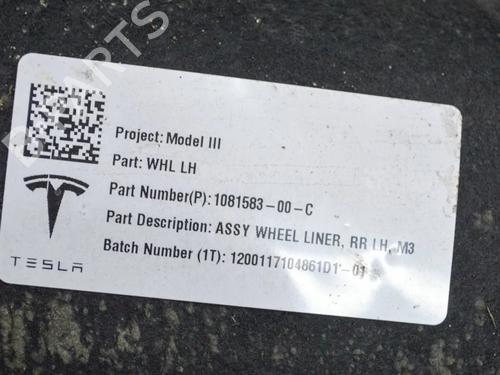 PARTS
Project: Model III
Part: WHL LH
Part Number(P): 1081583-00-C
Part Description: ASSY WHEEL LINER, RR LH, M3
Batch Number (1T): 1200117104861D1-01
TESLA